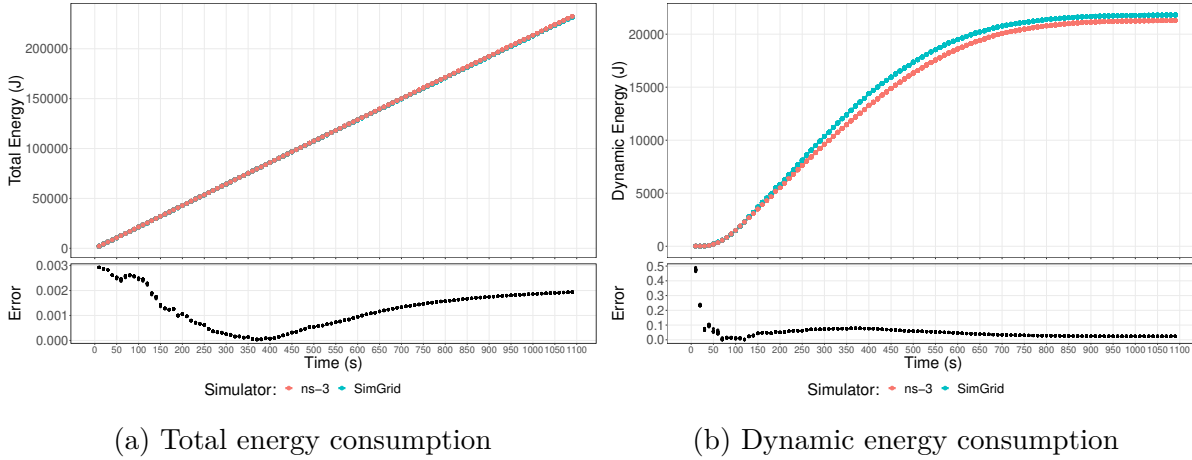 Total Energy (J)
200000
150000
100000
50000
0
Error
0.003
0.002
0.001
0.000
0 50 100 150 200 250 300 350 400 450 500 550 600 650 700 750 800 850 900 950 1000 1050 1100
Time (s)
Simulator: ns-3 SimGrid
(a) Total energy consumption
Dynamic Energy (J)
20000
15000
10000
5000
0
Error
0.5
0.4
0.3
0.2
0.1
0.0
0 50 100 150 200 250 300 350 400 450 500 550 600 650 700 750 800 850 900 950 1000 1050 1100
Time (s)
Simulator: ns-3 SimGrid
(b) Dynamic energy consumption